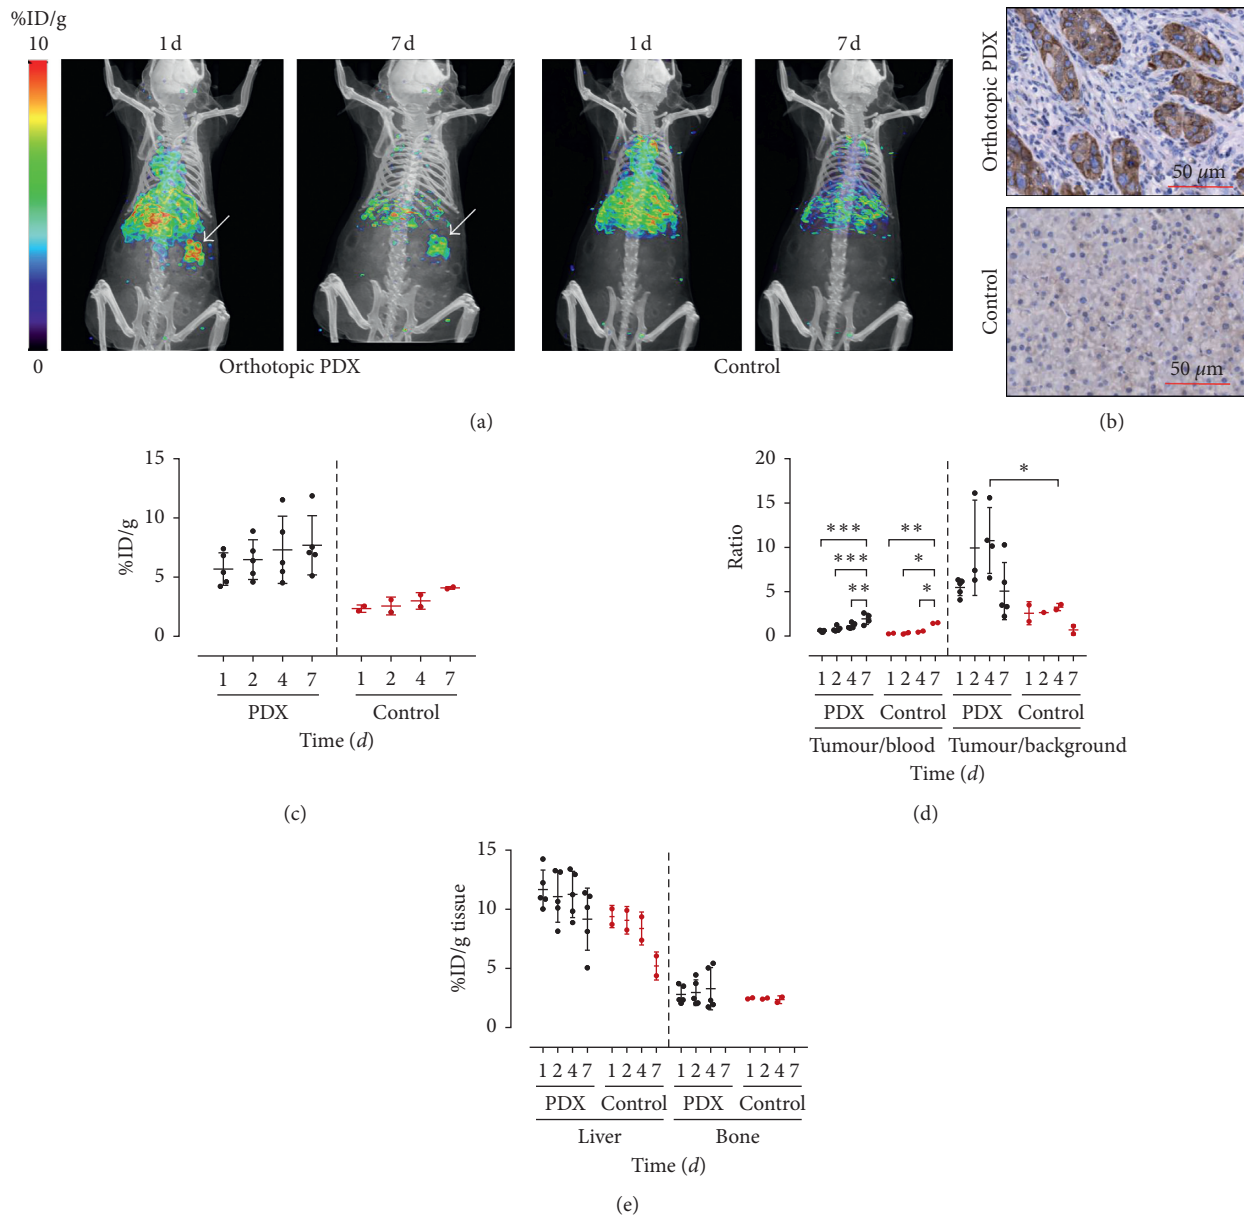 %ID/g
10
0
1 d
7 d
1 d
7 d
Orthotopic PDX
Control
(a)
(b)
Orthotopic PDX
50 µm
Control
50 µm
15
10
5
0
%ID/g
1 2 4 7 1 2 4 7
PDX Control
Time (d)
(c)
20
15
10
5
0
Ratio
*** ** *
*** *
** *
1 2 4 7 1 2 4 7 1 2 4 7 1 2 4 7
PDX Control PDX Control
Tumour/blood Tumour/background
Time (d)
(d)
15
10
5
0
%ID/g tissue
1 2 4 7 1 2 4 7 1 2 4 7 1 2 4 7
PDX Control PDX Control
Liver Bone
Time (d)
(e)